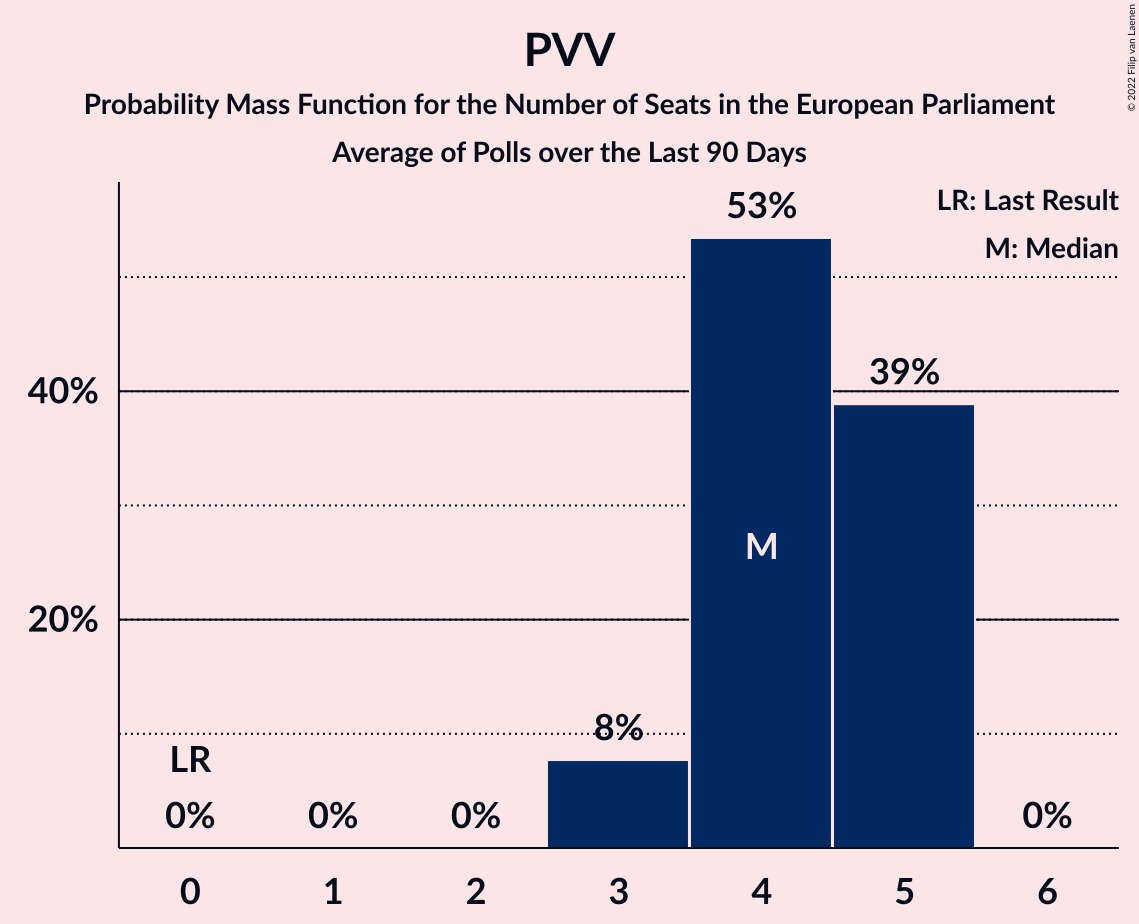 PVV
Probability Mass Function for the Number of Seats in the European Parliament
Average of Polls over the Last 90 Days
© 2022 Filip van Laenen
LR: Last Result
M: Median
53%
39%
40%
M
20%
8%
LR
0%
0%
0%
0%
0
1
2
3
4
5
6